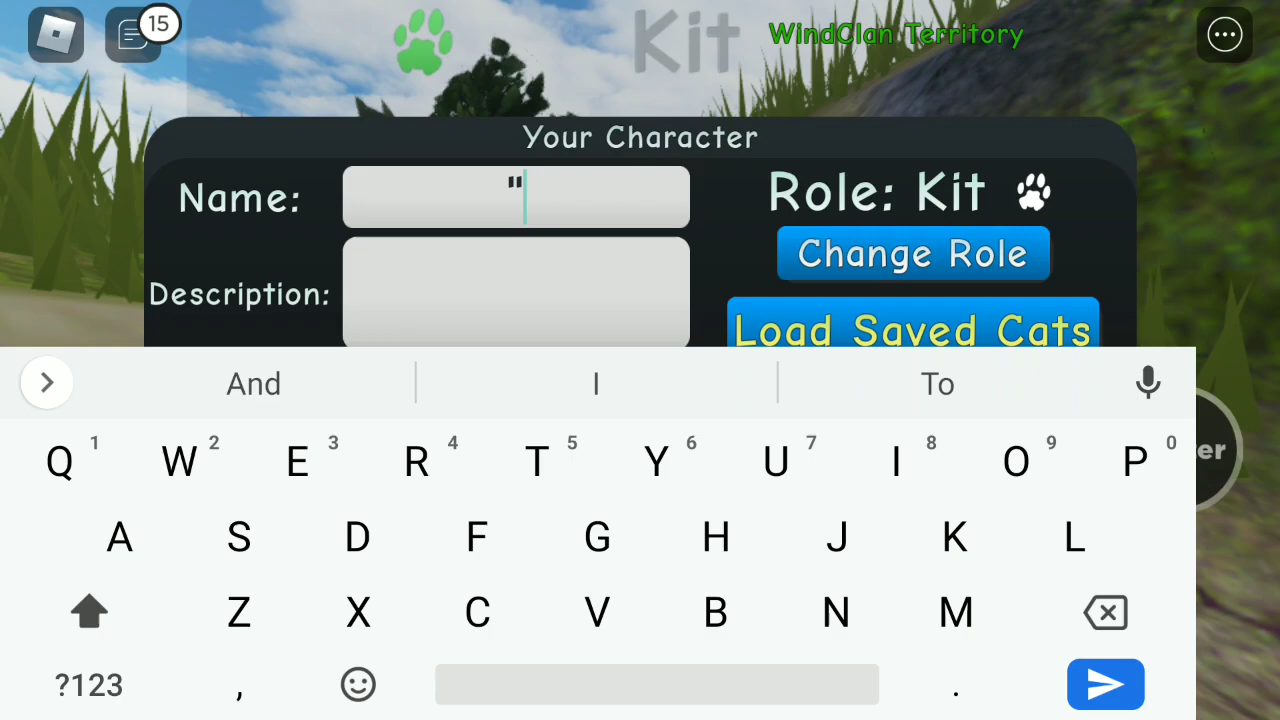 15
Kit
WindClan Territory
Your Character
Name: "
Role: Kit
Change Role
Description:
Load Saved Cats
And I To
er
Q 1 W 2 E 3 R 4 T 5 Y 6 U 7 I 8 O 9 P 0
A S D F G H J K L
Z X C V B N M
?123 , .